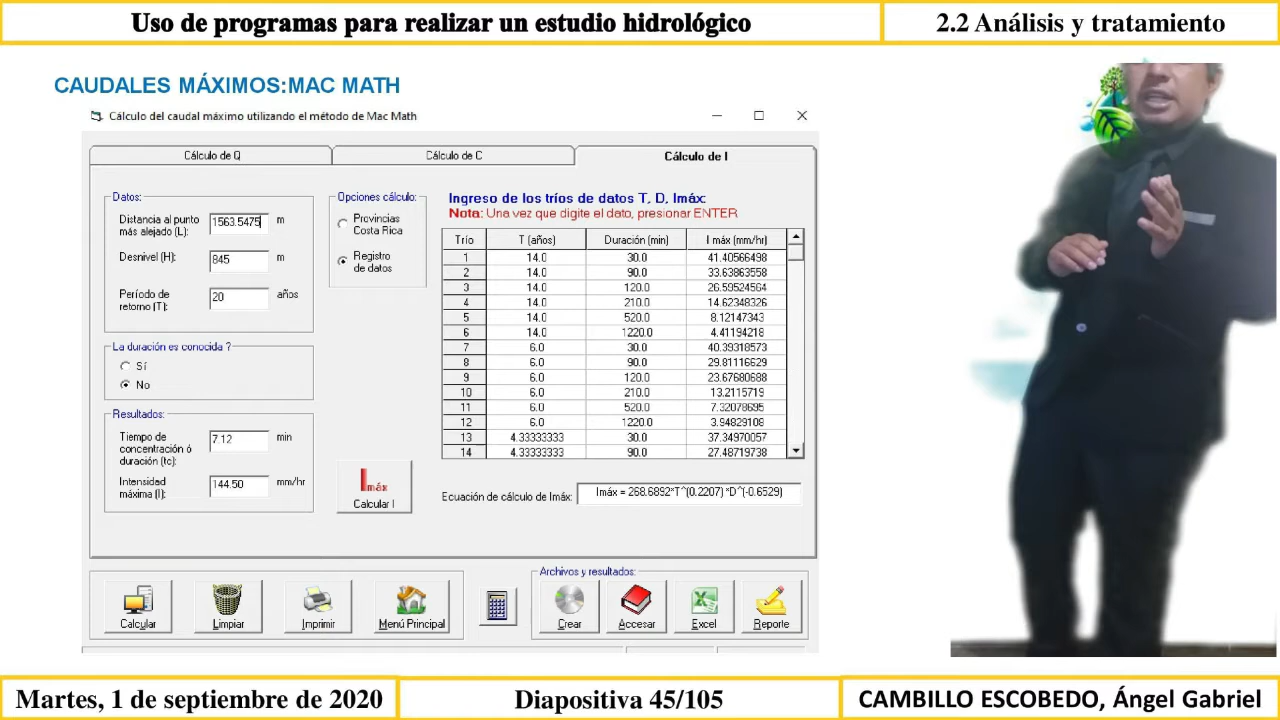 Uso de programas para realizar un estudio hidrológico
2.2 Análisis y tratamiento
CAUDALES MÁXIMOS:MAC MATH
Cálculo del caudal máximo utilizando el método de Mac Math
Cálculo de Q
Cálculo de C
Cálculo de I
Datos:
Distancia al punto
más alejado (L):
1563.5475
m
Desnivel (H):
845
m
Período de
retorno (T):
20
años
La duración es conocida ?
Sí
No
Resultados:
Tiempo de
concentración ó
duración (tc):
7.12
min
Intensidad
máxima (I):
144.50
mm/hr
Opciones cálculo:
Provincias
Costa Rica
Registro
de datos
Imáx
Calcular I
Ingreso de los tríos de datos T, D, Imáx:
Nota: Una vez que digite el dato, presionar ENTER
Trío T (años) Duración (min) I máx (mm/hr)
1 14.0 30.0 41.40566498
2 14.0 90.0 33.63863558
3 14.0 120.0 26.59524564
4 14.0 210.0 14.62348326
5 14.0 520.0 8.12147343
6 14.0 1220.0 4.41194218
7 6.0 30.0 40.39318573
8 6.0 90.0 29.81116629
9 6.0 120.0 23.67680688
10 6.0 210.0 13.2115719
11 6.0 520.0 7.32078695
12 6.0 1220.0 3.94829108
13 4.33333333 30.0 37.34970057
14 4.33333333 90.0 27.48719738
Ecuación de cálculo de Imáx: Imáx = 268.6892*T^(0.2207) *D^(-0.6529)
Calcular
Limpiar
Imprimir
Menú Principal
Archivos y resultados:
Crear
Accesar
Excel
Reporte
Martes, 1 de septiembre de 2020
Diapositiva 45/105
CAMBILLO ESCOBEDO, Ángel Gabriel